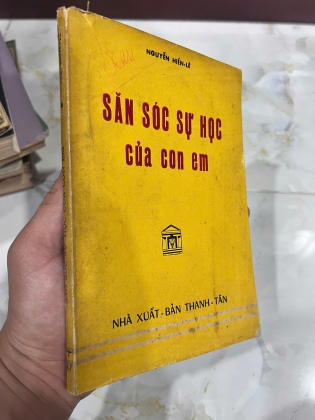 NGUYỄN HIẾN-LÊ
SĂN SÓC SỰ HỌC
của con em
NHÀ XUẤT-BẢN THANH-TÂN